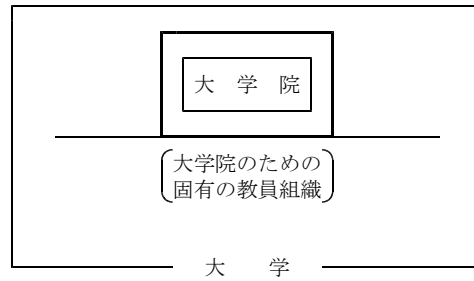 大 学 院
大学院のための
固有の教員組織
大 学